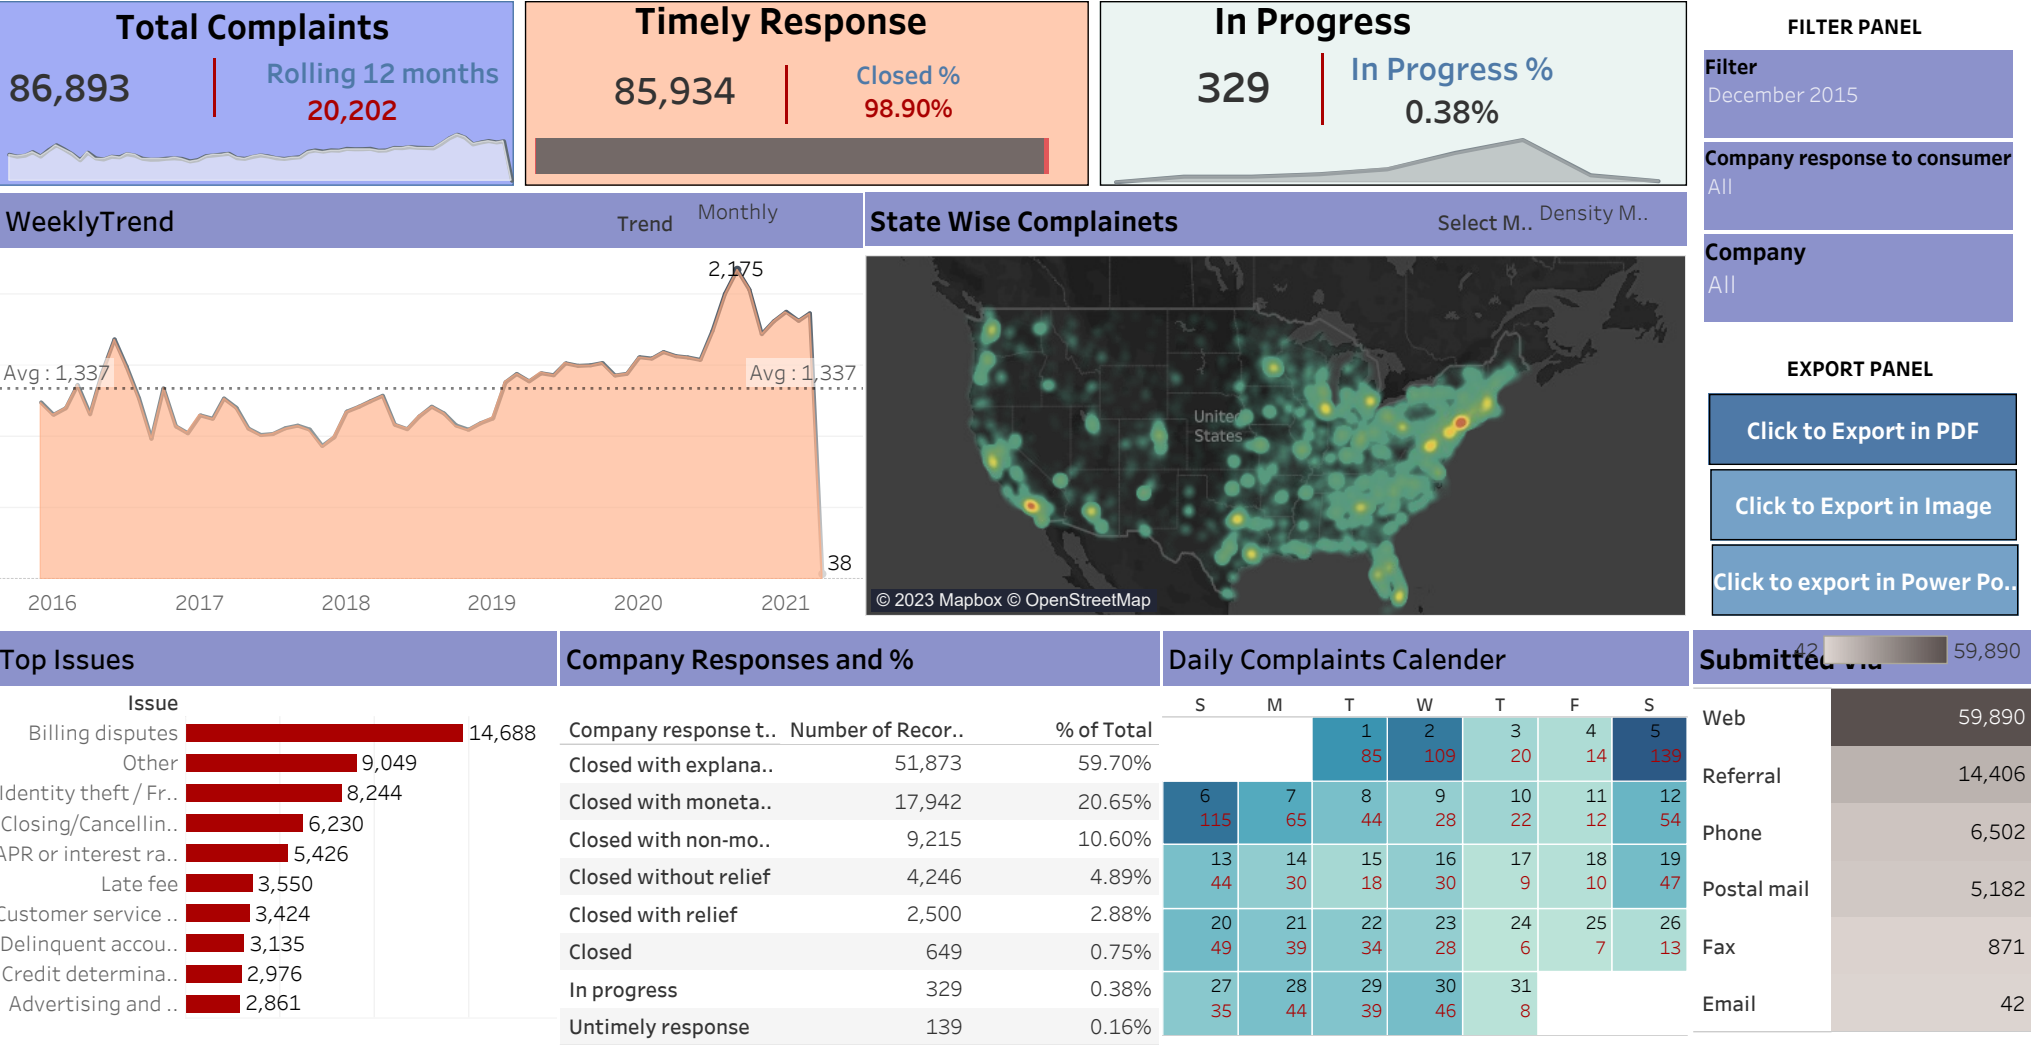 Total Complaints
86,893
Rolling 12 months
20,202
Timely Response
85,934
Closed %
98.90%
In Progress
329
In Progress %
0.38%
FILTER PANEL
Filter
December 2015
Company response to consumer
All
Company
All
WeeklyTrend
Trend
Monthly
2,175
Avg : 1,337
Avg : 1,337
38
2016 2017 2018 2019 2020 2021
State Wise Complainets
Select M..
Density M..
United
States
© 2023 Mapbox © OpenStreetMap
EXPORT PANEL
Click to Export in PDF
Click to Export in Image
Click to export in Power Po..
Top Issues
Issue
Billing disputes 14,688
Other 9,049
Identity theft / Fr.. 8,244
Closing/Cancellin.. 6,230
APR or interest ra.. 5,426
Late fee 3,550
Customer service .. 3,424
Delinquent accou.. 3,135
Credit determina.. 2,976
Advertising and .. 2,861
Company Responses and %
Company response t.. Number of Recor.. % of Total
Closed with explana.. 51,873 59.70%
Closed with moneta.. 17,942 20.65%
Closed with non-mo.. 9,215 10.60%
Closed without relief 4,246 4.89%
Closed with relief 2,500 2.88%
Closed 649 0.75%
In progress 329 0.38%
Untimely response 139 0.16%
Daily Complaints Calender
S M T W T F S
1 2 3 4 5
85 109 20 14 139
6 7 8 9 10 11 12
115 65 44 28 22 12 54
13 14 15 16 17 18 19
44 30 18 30 9 10 47
20 21 22 23 24 25 26
49 39 34 28 6 7 13
27 28 29 30 31
35 44 39 46 8
Submitted Via
42 59,890
Web 59,890
Referral 14,406
Phone 6,502
Postal mail 5,182
Fax 871
Email 42